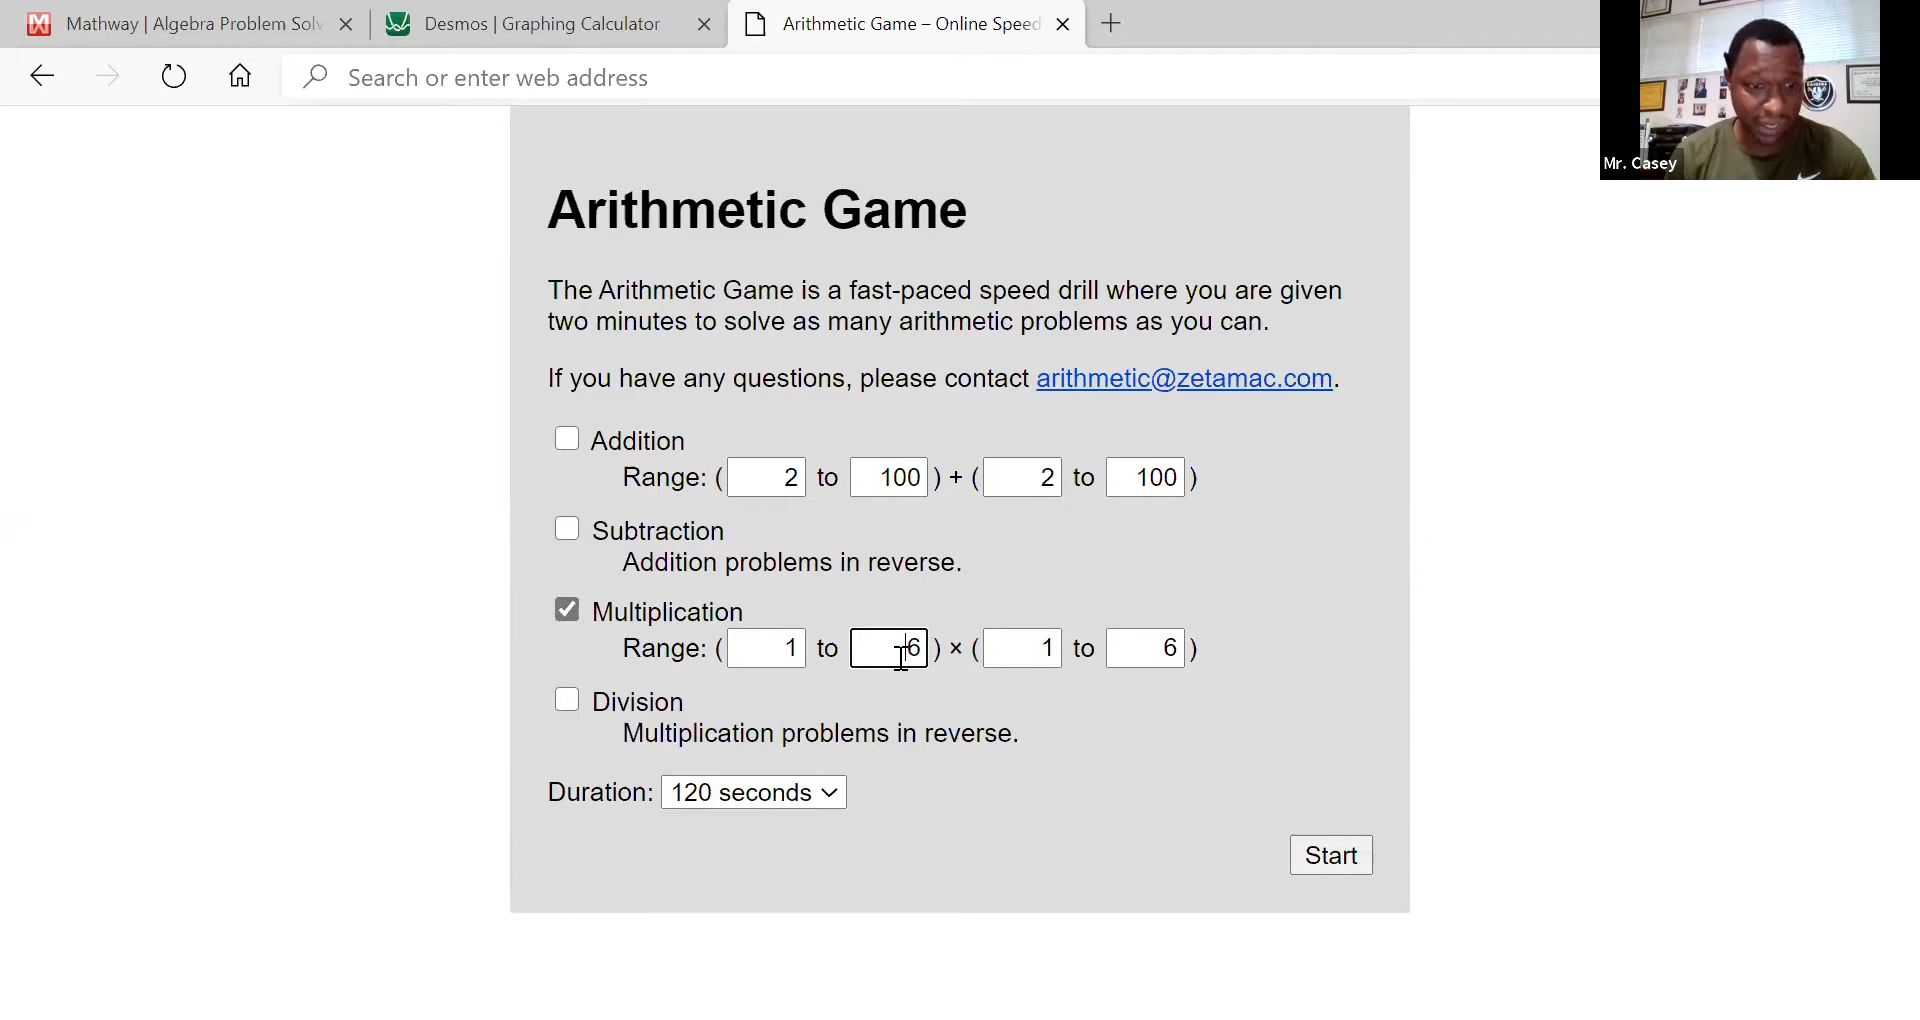 Mathway | Algebra Problem Solv
Desmos | Graphing Calculator
Arithmetic Game – Online Speed
Search or enter web address
Mr. Casey
Arithmetic Game
The Arithmetic Game is a fast-paced speed drill where you are given
two minutes to solve as many arithmetic problems as you can.
If you have any questions, please contact arithmetic@zetamac.com.
Addition
Range: ( 2 to 100 ) + ( 2 to 100 )
Subtraction
Addition problems in reverse.
Multiplication
Range: ( 1 to 6 ) × ( 1 to 6 )
Division
Multiplication problems in reverse.
Duration: 120 seconds
Start